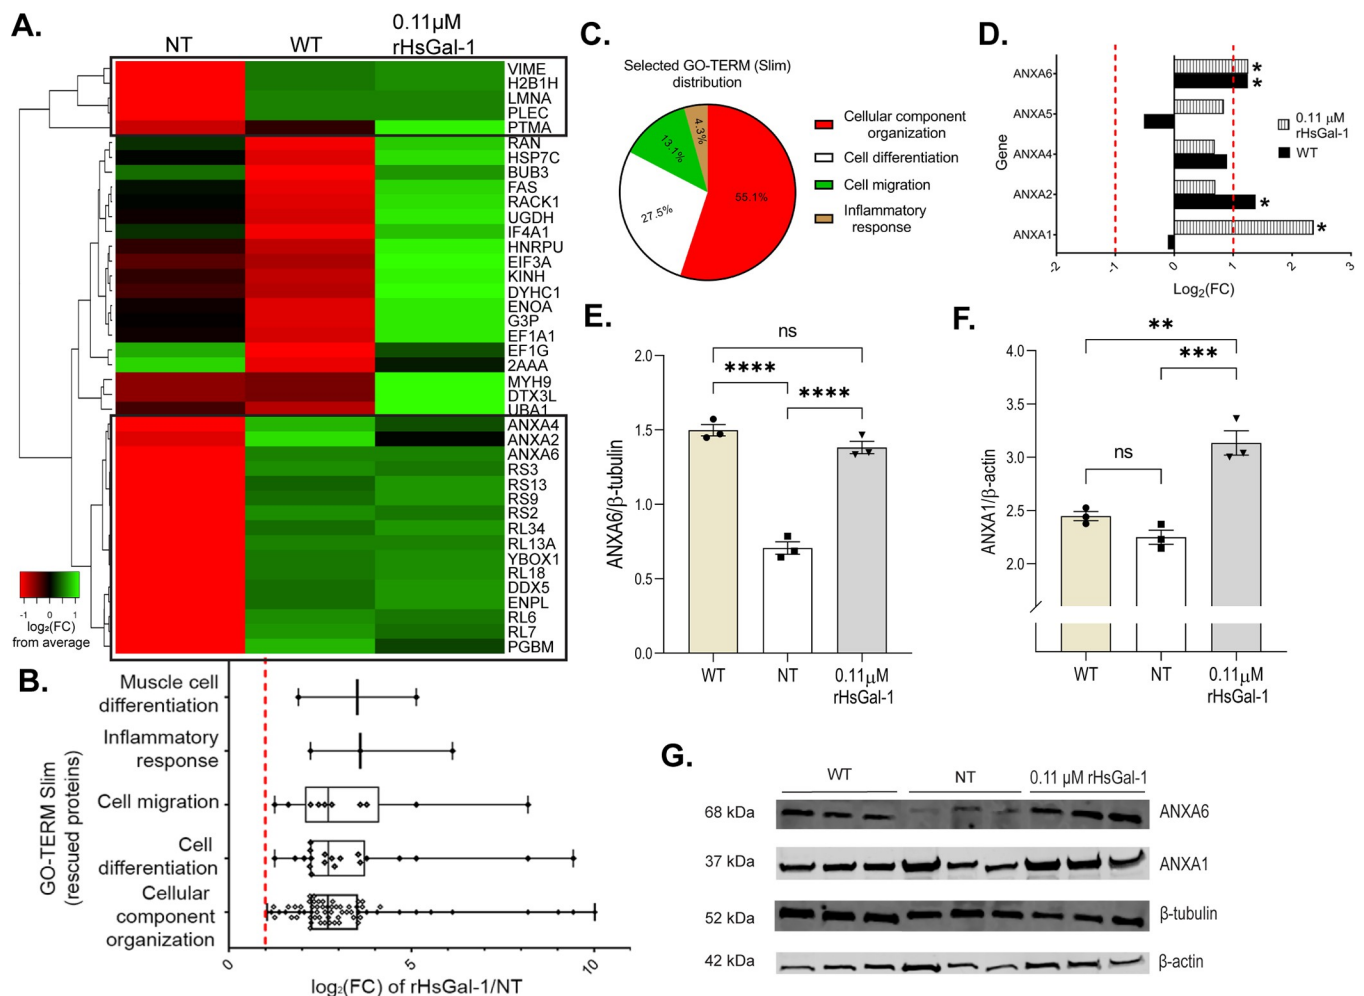 A.
NT
WT
0.11µM
rHsGal-1
VIME
H2B1H
LMNA
PLEC
PTMA
RAN
HSP7C
BUB3
FAS
RACK1
UGDH
IF4A1
HNRPU
EIF3A
KINH
DYHC1
ENOA
G3P
EF1A1
EF1G
2AAA
MYH9
DTX3L
UBA1
ANXA4
ANXA2
ANXA6
RS3
RS13
RS9
RS2
RL34
RL13A
YBOX1
RL18
DDX5
ENPL
RL6
RL7
PGBM
-1 0 1
log₂(FC)
from average
B.
GO-TERM Slim
(rescued proteins)
Muscle cell
differentiation
Inflammatory
response
Cell migration
Cell
differentiation
Cellular
component
organization
0 5 10
log₂(FC) of rHsGal-1/NT
C.
Selected GO-TERM (Slim)
distribution
4.3%
13.1%
27.5%
55.1%
Cellular component
organization
Cell differentiation
Cell migration
Inflammatory
response
D.
Gene
ANXA6
ANXA5
ANXA4
ANXA2
ANXA1
*
*
*
*
0.11 µM
rHsGal-1
WT
-2 -1 0 1 2 3
Log₂(FC)
E.
ANXA6/β-tubulin
2.0
1.5
1.0
0.5
0.0
ns
****
****
WT NT 0.11µM
rHsGal-1
F.
ANXA1/β-actin
4.0
3.5
3.0
2.5
2.0
**
***
ns
WT NT 0.11µM
rHsGal-1
G.
WT NT 0.11 µM rHsGal-1
68 kDa ANXA6
37 kDa ANXA1
52 kDa β-tubulin
42 kDa β-actin